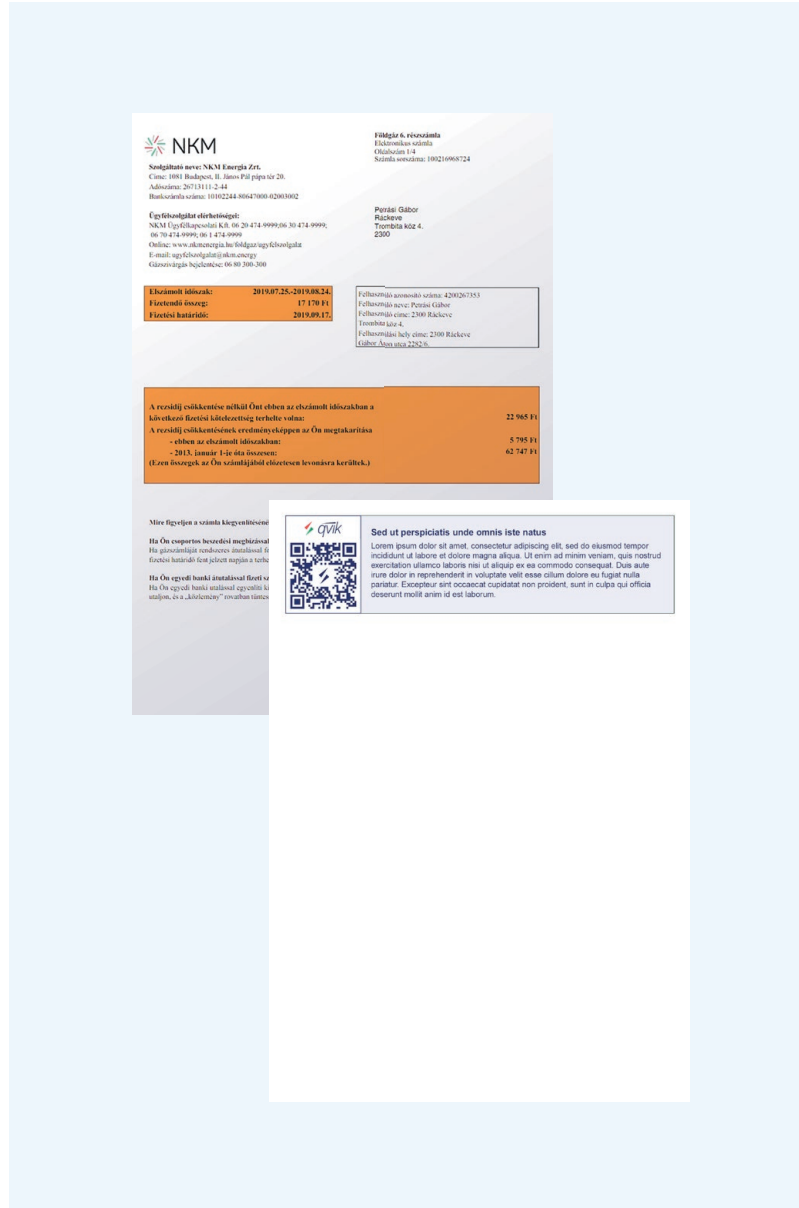 NKM
Szolgáltató neve: NKM Energia Zrt.
Címe: 1081 Budapest, II. János Pál pápa tér 20.
Adószáma: 26713111-2-44
Bankszámla száma: 10102244-80647000-02003002
Ügyfélszolgálat elérhetőségei:
NKM Ügyfélkapcsolati Kft. 06 20 474-9999;06 30 474-9999;
06 70 474-9999; 06 1 474-9999
Online: www.nkmenergia.hu/foldgaz/ugyfelszolgalat
E-mail: ugyfelszolgalat@nkm.energy
Gázszivárgás bejelentése: 06 80 300-300
Földgáz 6. részszámla
Elektronikus számla
Oldalszám 1/4
Számla sorszáma: 100216968724
Petrási Gábor
Ráckeve
Trombita köz 4.
2300
Elszámolt időszak: 2019.07.25.-2019.08.24.
Fizetendő összeg: 17 170 Ft
Fizetési határidő: 2019.09.17.
Felhasználó azonosító száma: 4200267353
Felhasználó neve: Petrási Gábor
Felhasználó címe: 2300 Ráckeve
Trombita köz 4.
Felhasználási hely címe: 2300 Ráckeve
Gábor Áron utca 2282/6.
A rezsidíj csökkentése nélkül Önt ebben az elszámolt időszakban a
következő fizetési kötelezettség terhelte volna: 22 965 Ft
A rezsidíj csökkentésének eredményeképpen az Ön megtakarítása
- ebben az elszámolt időszakban: 5 795 Ft
- 2013. január 1-je óta összesen: 62 747 Ft
(Ezen összegek az Ön számlájából előzetesen levonásra kerültek.)
Mire figyeljen a számla
Ha Ön csoportos beszedési megbízással
Ha gázszámláját rendszeres átutalással
fizetési határidő fent jelzett napján a
Ha Ön egyedi banki átutalással fizeti
Ha Ön egyedi banki utalással egyenlíti
utaljon, és a „közlemény” rovatban
qvik
Sed ut perspiciatis unde omnis iste natus
Lorem ipsum dolor sit amet, consectetur adipiscing elit, sed do eiusmod tempor
incididunt ut labore et dolore magna aliqua. Ut enim ad minim veniam, quis nostrud
exercitation ullamco laboris nisi ut aliquip ex ea commodo consequat. Duis aute
irure dolor in reprehenderit in voluptate velit esse cillum dolore eu fugiat nulla
pariatur. Excepteur sint occaecat cupidatat non proident, sunt in culpa qui officia
deserunt mollit anim id est laborum.